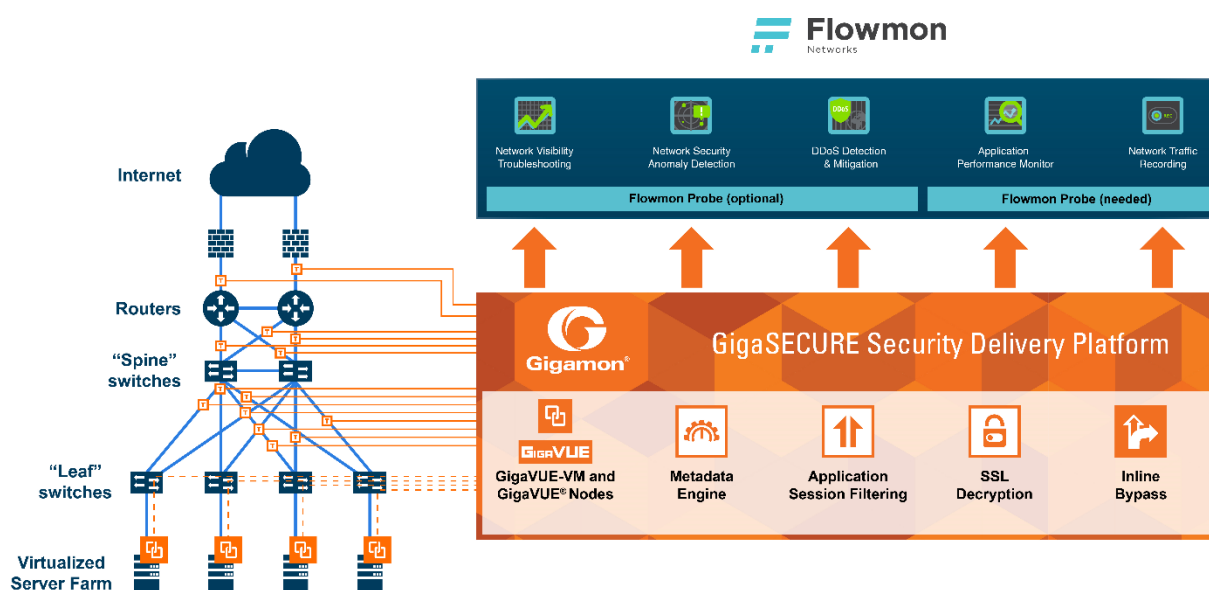 Flowmon
Networks
Network Visibility
Troubleshooting
Network Security
Anomaly Detection
DDoS
DDoS Detection
& Mitigation
Application
Performance Monitor
REC
Network Traffic
Recording
Flowmon Probe (optional)
Flowmon Probe (needed)
Internet
Routers
“Spine”
switches
“Leaf”
switches
Virtualized
Server Farm
Gigamon®
GigaSECURE Security Delivery Platform
GIGAVUE
GigaVUE-VM and
GigaVUE® Nodes
Metadata
Engine
Application
Session Filtering
SSL
Decryption
Inline
Bypass
T
T
T
T
T
T
T
T
T
T
T
T
T
T